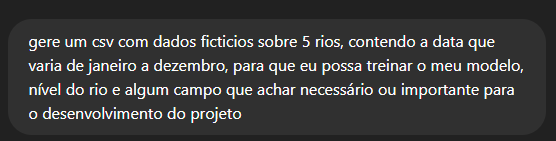 gere um csv com dados ficticios sobre 5 rios, contendo a data que
varia de janeiro a dezembro, para que eu possa treinar o meu modelo,
nível do rio e algum campo que achar necessário ou importante para
o desenvolvimento do projeto